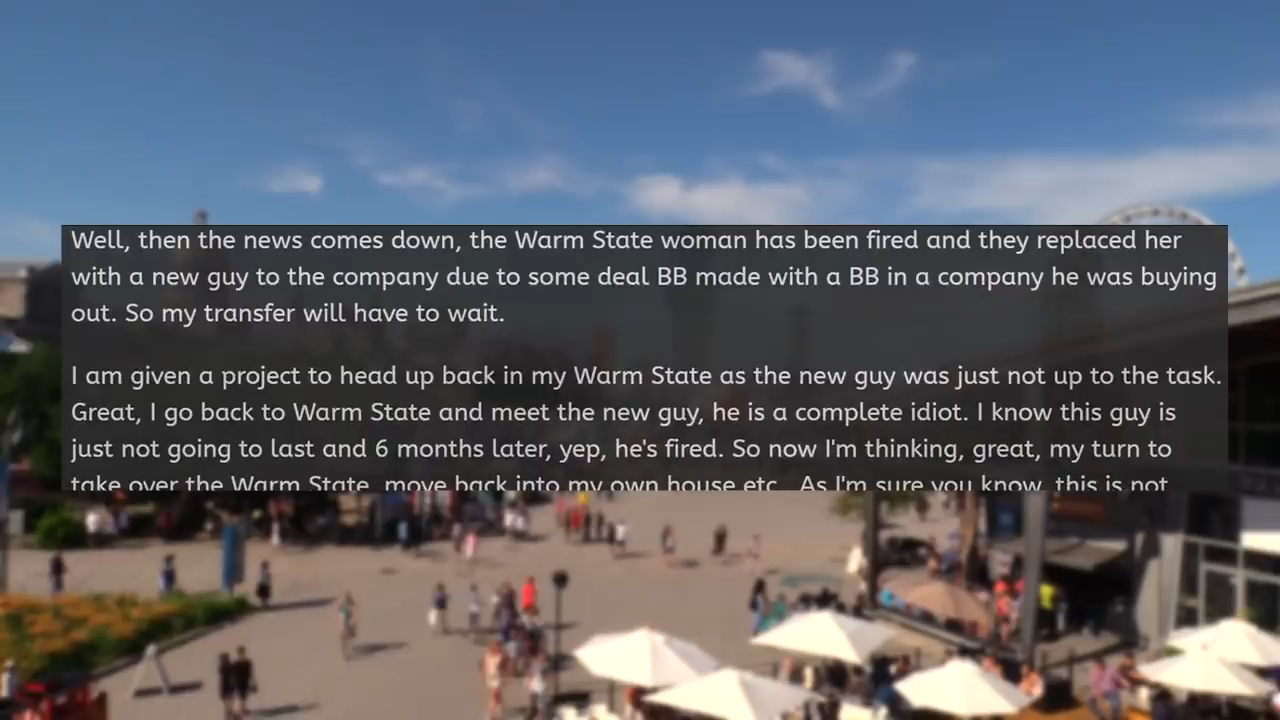 Well, then the news comes down, the Warm State woman has been fired and they replaced her
with a new guy to the company due to some deal BB made with a BB in a company he was buying
out. So my transfer will have to wait.
I am given a project to head up back in my Warm State as the new guy was just not up to the task.
Great, I go back to Warm State and meet the new guy, he is a complete idiot. I know this guy is
just not going to last and 6 months later, yep, he's fired. So now I'm thinking, great, my turn to
take over the Warm State, move back into my own house etc.  As I'm sure you know, this is not